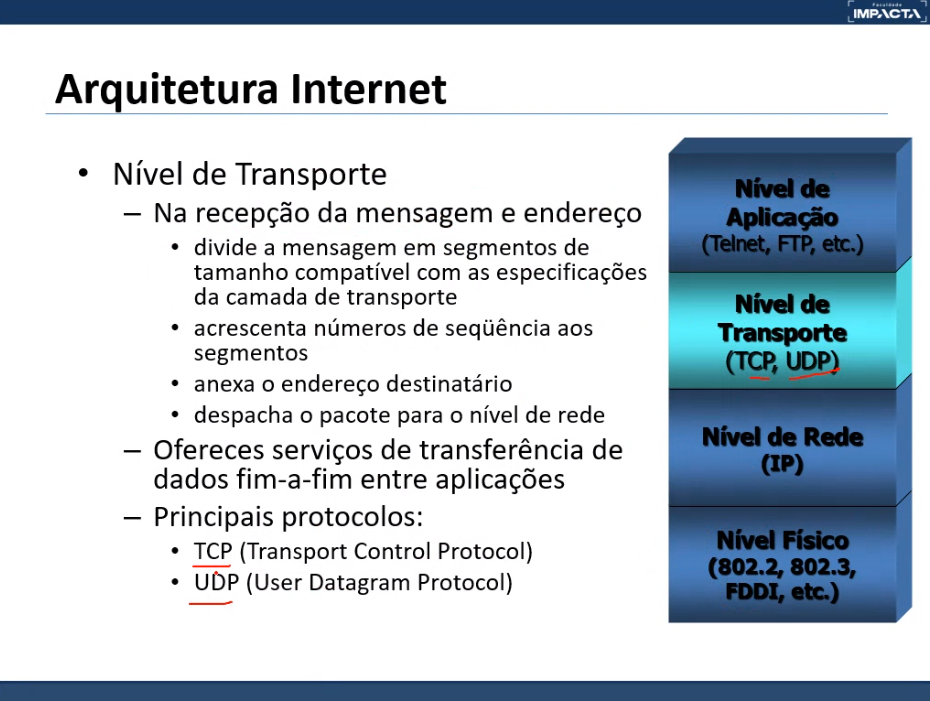 Faculdade
IMPACTA
Arquitetura Internet
• Nível de Transporte
– Na recepção da mensagem e endereço
• divide a mensagem em segmentos de
tamanho compatível com as especificações
da camada de transporte
• acrescenta números de seqüência aos
segmentos
• anexa o endereço destinatário
• despacha o pacote para o nível de rede
– Ofereces serviços de transferência de
dados fim-a-fim entre aplicações
– Principais protocolos:
• TCP (Transport Control Protocol)
• UDP (User Datagram Protocol)
Nível de
Aplicação
(Telnet, FTP, etc.)
Nível de
Transporte
(TCP, UDP)
Nível de Rede
(IP)
Nível Físico
(802.2, 802.3,
FDDI, etc.)